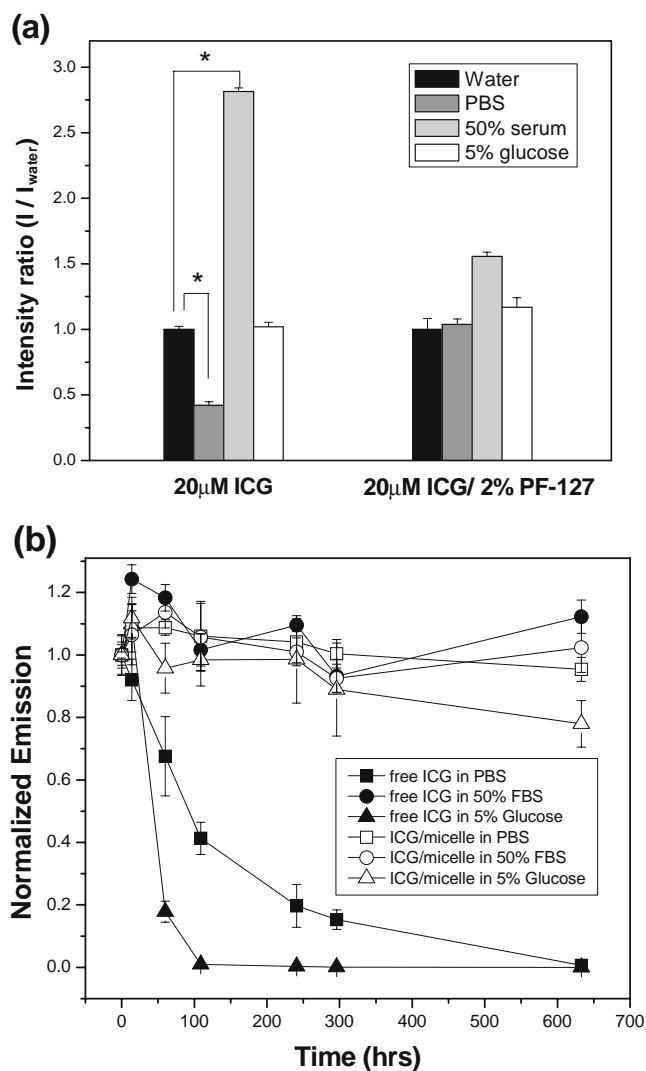 (a)
*
*
Water
PBS
50% serum
5% glucose
3.0
2.5
2.0
1.5
1.0
0.5
0.0
Intensity ratio (I / Iwater)
20μM ICG
20μM ICG/ 2% PF-127
(b)
1.2
1.0
0.8
0.6
0.4
0.2
0.0
Normalized Emission
free ICG in PBS
free ICG in 50% FBS
free ICG in 5% Glucose
ICG/micelle in PBS
ICG/micelle in 50% FBS
ICG/micelle in 5% Glucose
0 100 200 300 400 500 600 700
Time (hrs)